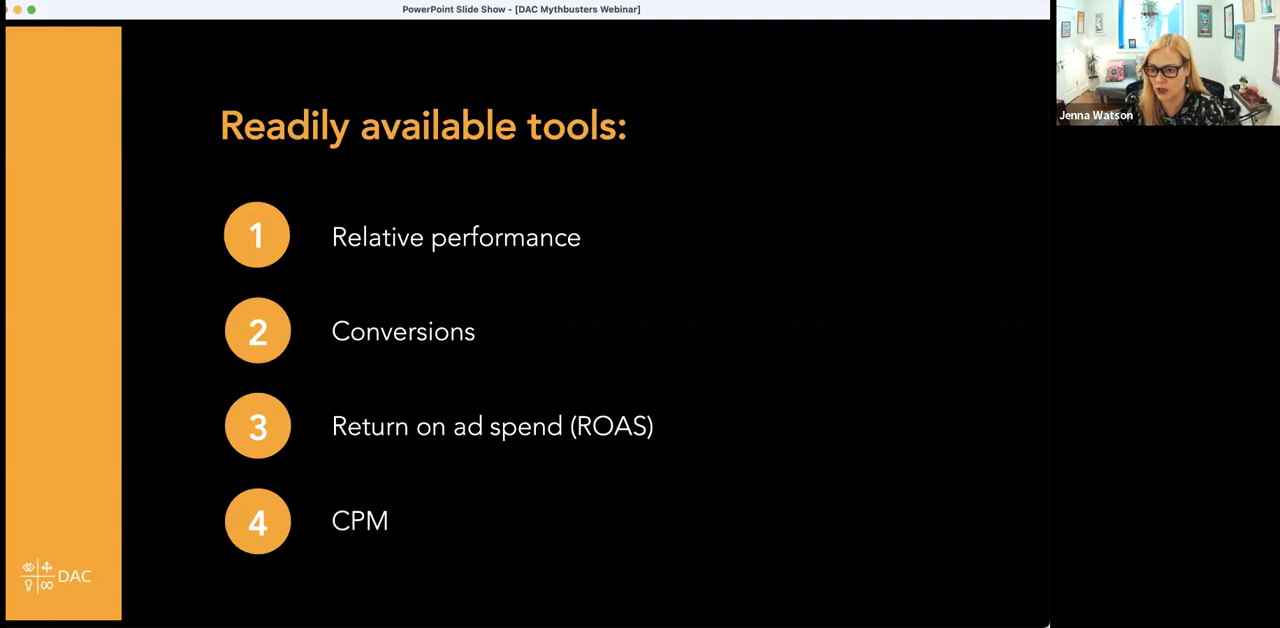 PowerPoint Slide Show - [DAC Mythbusters Webinar]
Jenna Watson
Readily available tools:
1 Relative performance
2 Conversions
3 Return on ad spend (ROAS)
4 CPM
DAC